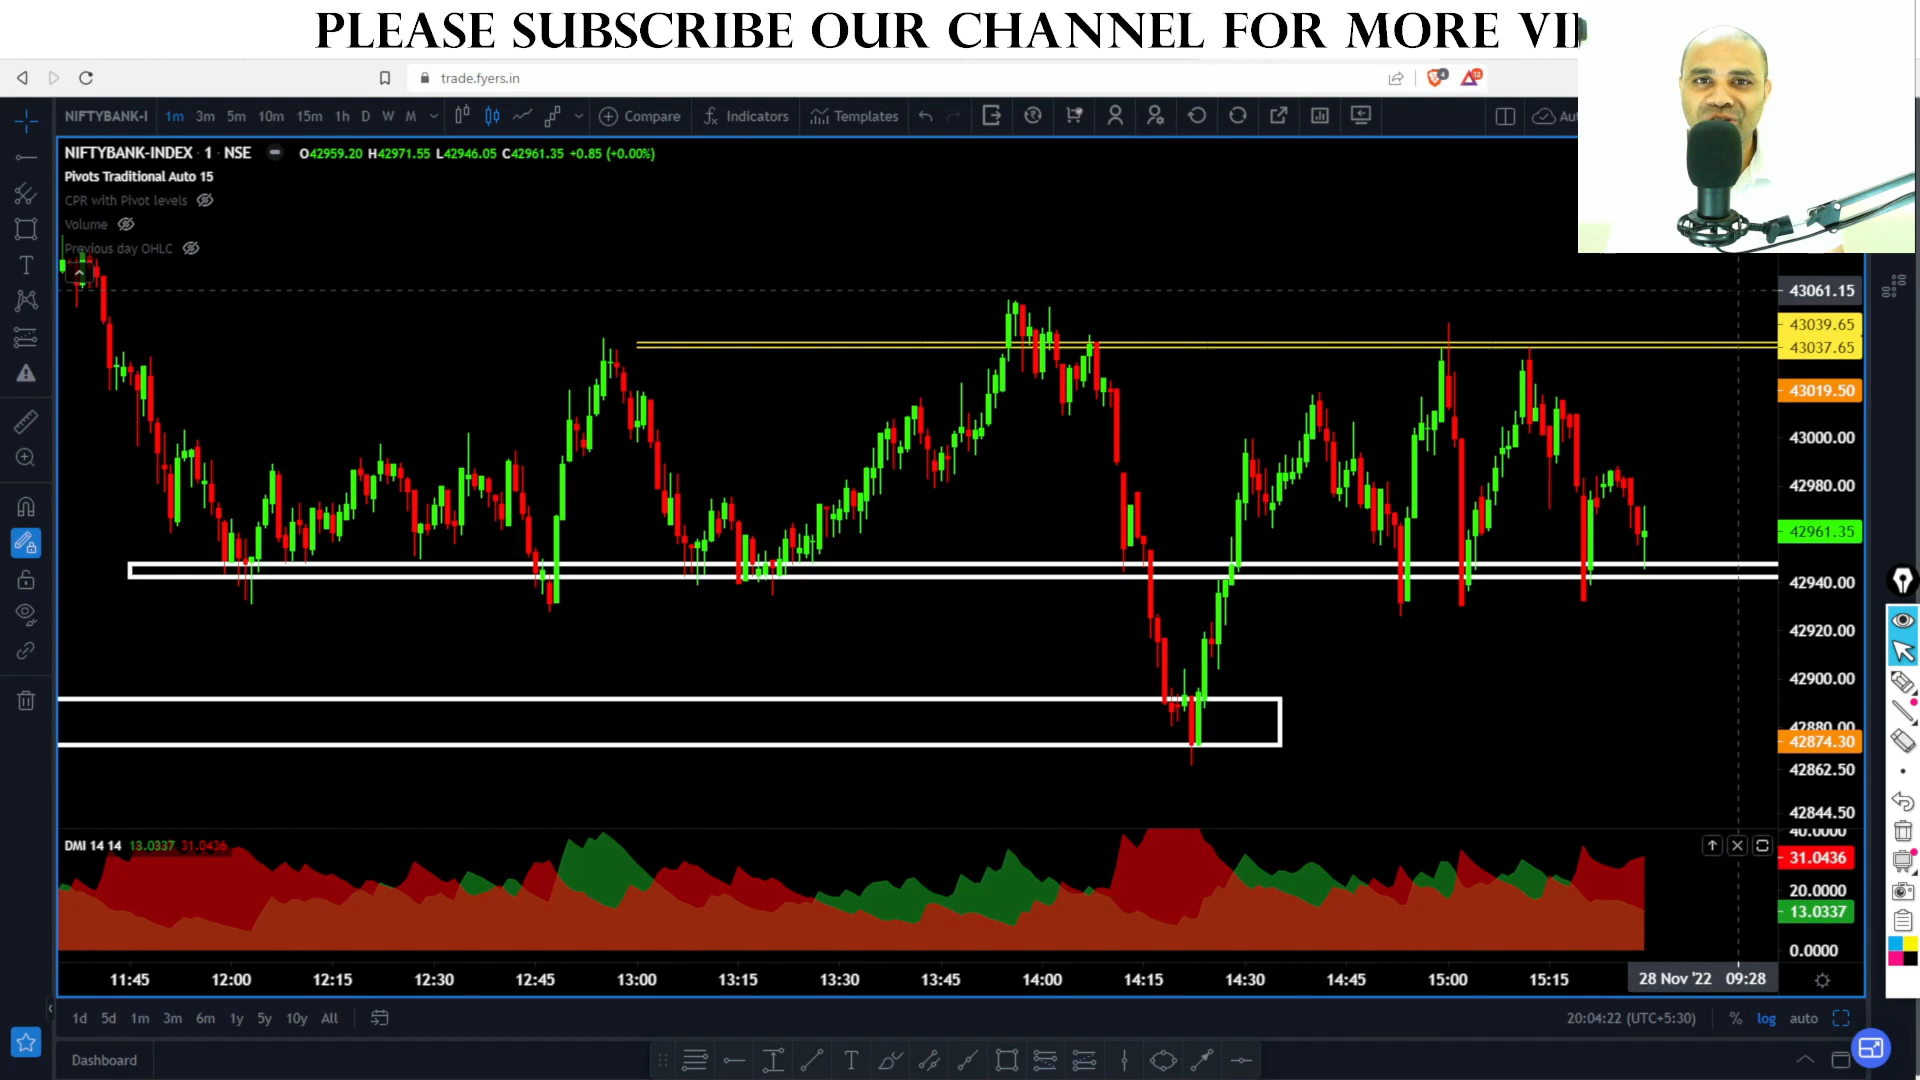 PLEASE SUBSCRIBE OUR CHANNEL FOR MORE VI
trade.fyers.in
4
12
NIFTYBANK-I 1m 3m 5m 10m 15m 1h D W M Compare Indicators Templates Au
NIFTYBANK-INDEX · 1 · NSE O42959.20 H42971.55 L42946.05 C42961.35 +0.85 (+0.00%)
Pivots Traditional Auto 15
CPR with Pivot levels
Volume
Previous day OHLC
43061.15
43039.65
43037.65
43019.50
43000.00
42980.00
42961.35
42940.00
42920.00
42900.00
42880.00
42874.30
42862.50
42844.50
DMI 14 14 13.0337 31.0436
40.0000
31.0436
20.0000
13.0337
0.0000
11:45 12:00 12:15 12:30 12:45 13:00 13:15 13:30 13:45 14:00 14:15 14:30 14:45 15:00 15:15 28 Nov '22 09:28
1d 5d 1m 3m 6m 1y 5y 10y All 20:04:22 (UTC+5:30) % log auto
Dashboard